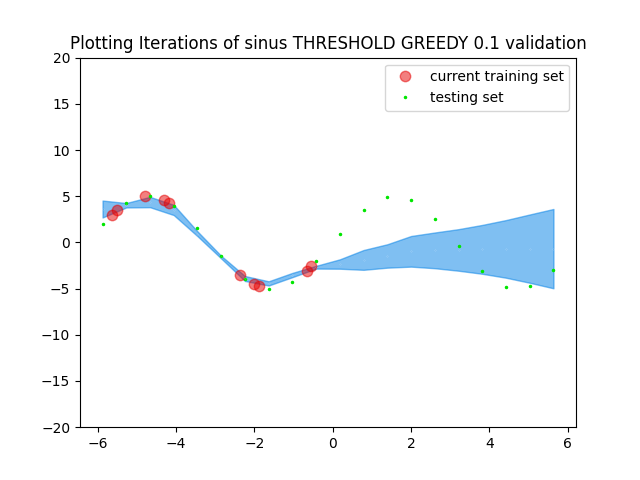 Plotting Iterations of sinus THRESHOLD GREEDY 0.1 validation
current training set
testing set
20
15
10
5
0
−5
−10
−15
−20
−6 −4 −2 0 2 4 6